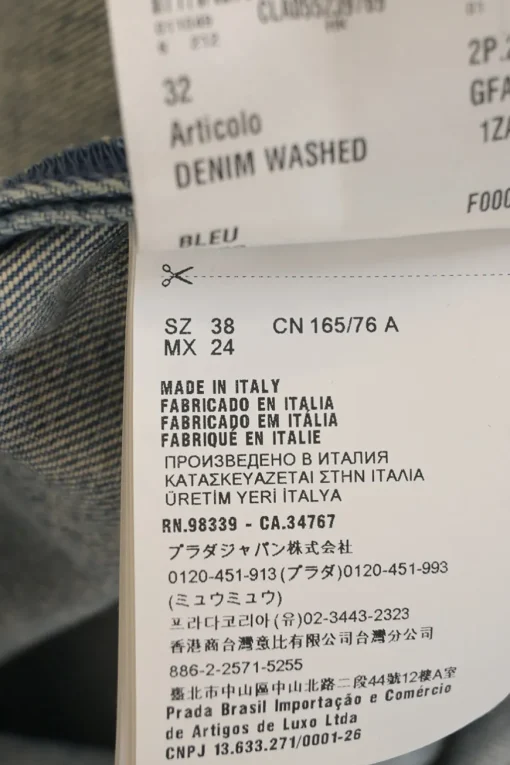 32
Articolo
DENIM WASHED
2P.
GFA
1ZA
F000
BLEU
SZ 38 CN 165/76 A
MX 24
MADE IN ITALY
FABRICADO EN ITALIA
FABRICADO EM ITÁLIA
FABRIQUÉ EN ITALIE
ПРОИЗВЕДЕНО В ИТАЛИЯ
ΚΑΤΑΣΚΕΥΑΖΕΤΑΙ ΣΤΗΝ ΙΤΑΛΙΑ
ÜRETİM YERİ İTALYA
RN.98339 - CA.34767
プラダジャパン株式会社
0120-451-913(プラダ)0120-451-993
(ミュウミュウ)
프라다코리아(유)02-3443-2323
香港商台灣意比有限公司台灣分公司
886-2-2571-5255
臺北市中山區中山北路二段44號12樓A室
Prada Brasil Importação e Comércio
de Artigos de Luxo Ltda
CNPJ 13.633.271/0001-26